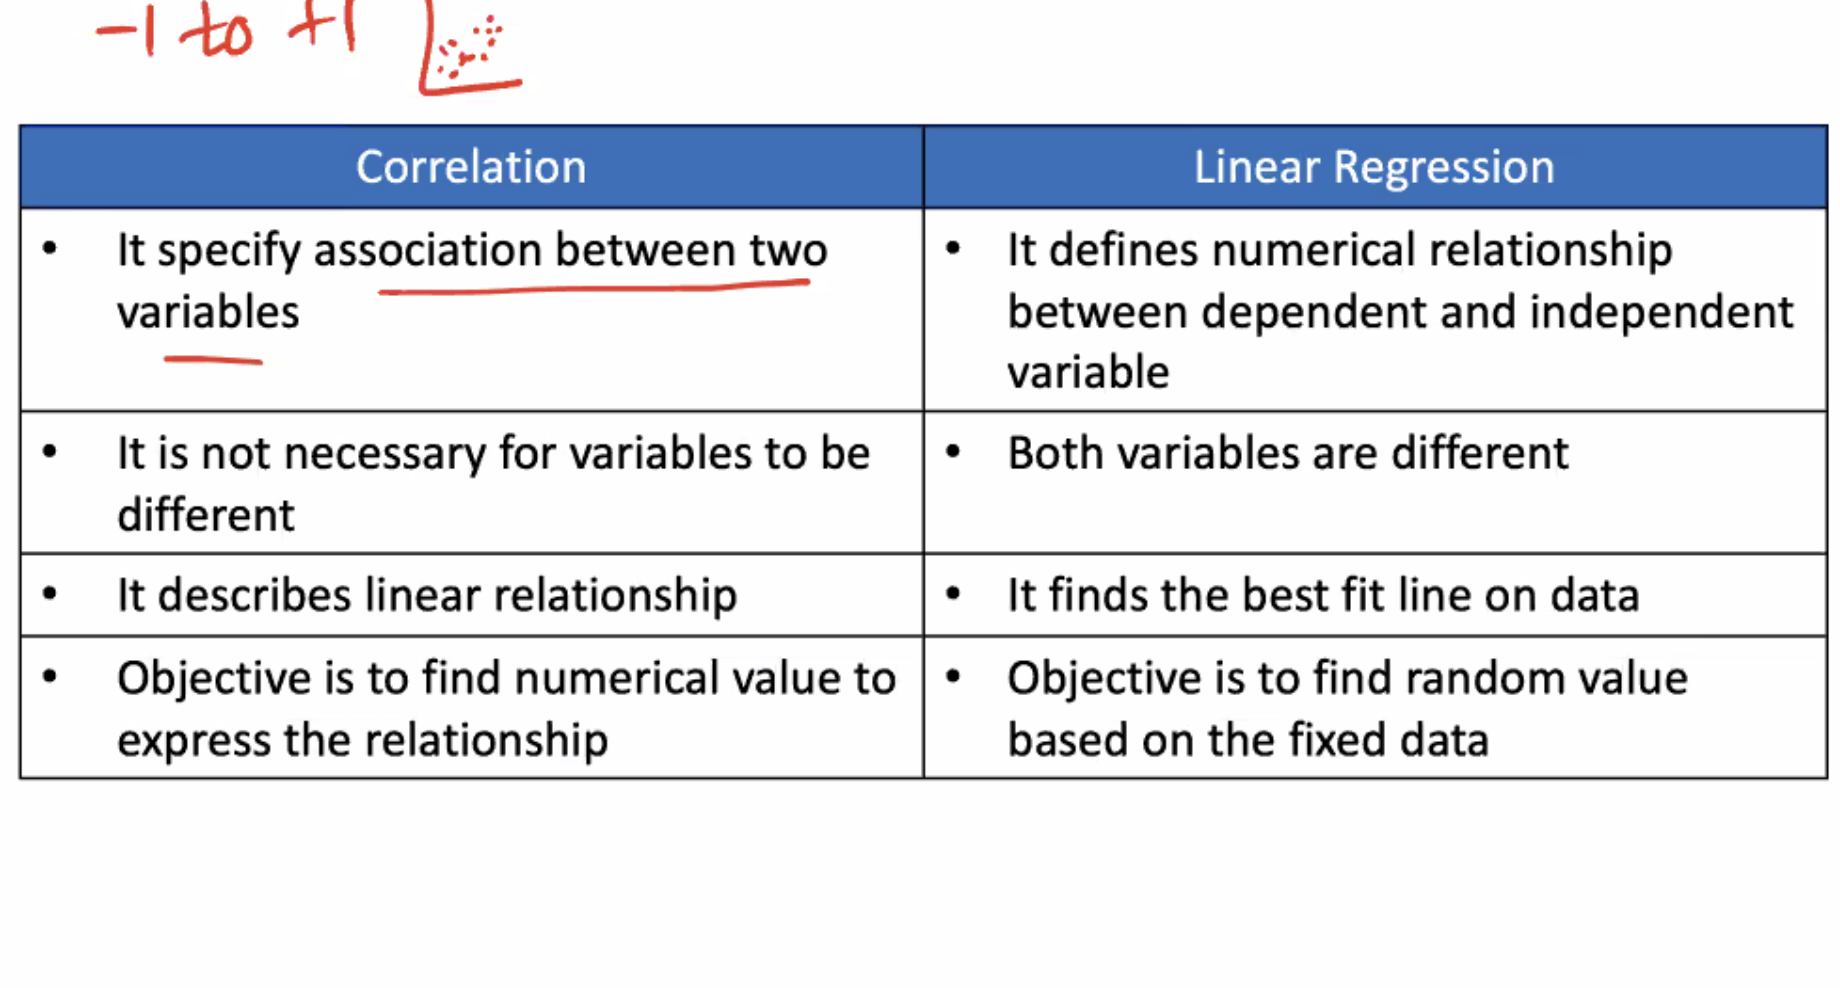 -1 to +1
Correlation
Linear Regression
• It specify association between two
variables
• It defines numerical relationship
between dependent and independent
variable
• It is not necessary for variables to be
different
• Both variables are different
• It describes linear relationship
• It finds the best fit line on data
• Objective is to find numerical value to
express the relationship
• Objective is to find random value
based on the fixed data